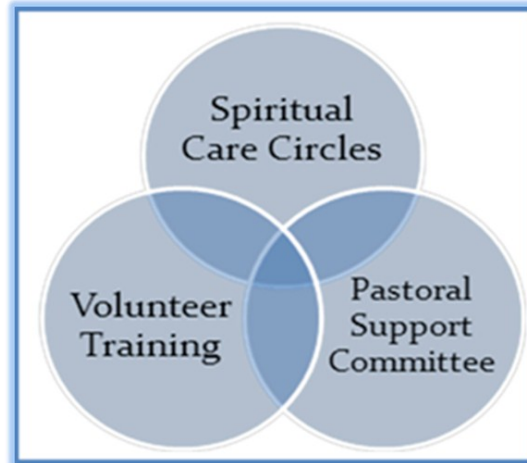 Spiritual
Care Circles
Volunteer
Training
Pastoral
Support
Committee